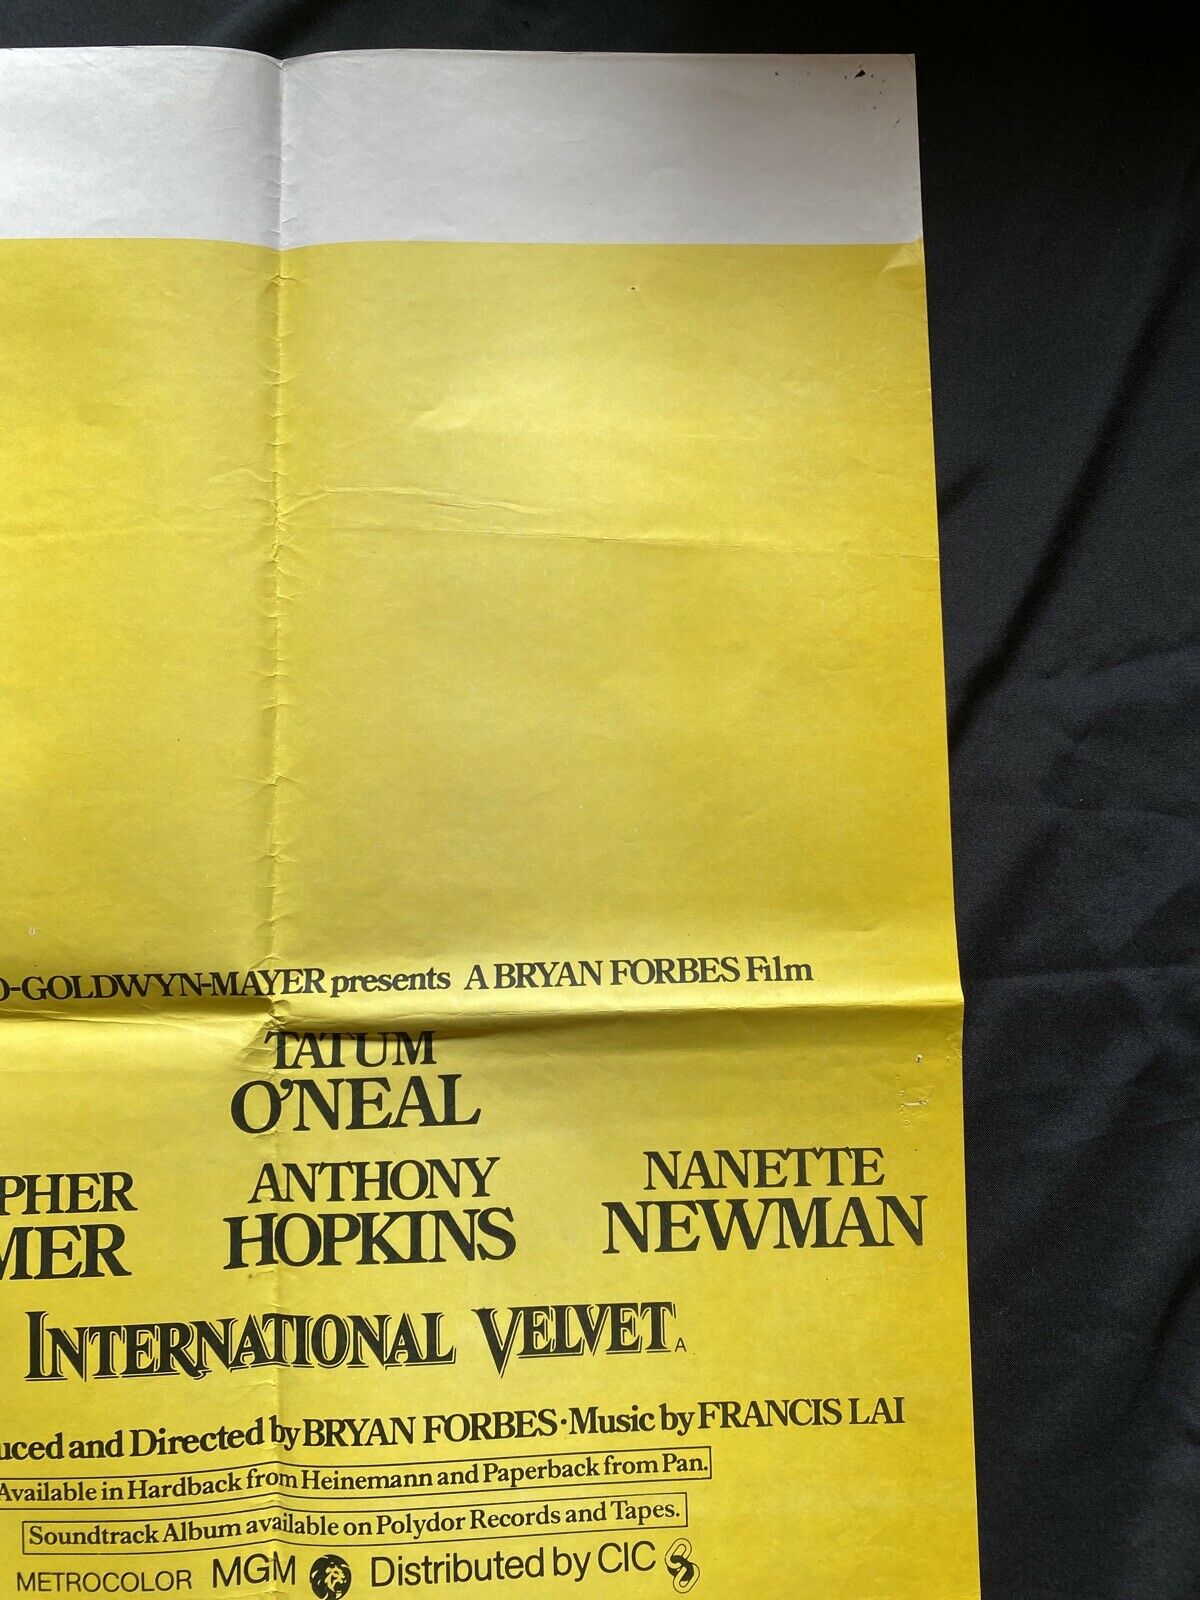 O-GOLDWYN-MAYER presents A BRYAN FORBES Film
TATUM
O'NEAL
PHER
MER
ANTHONY
HOPKINS
NANETTE
NEWMAN
INTERNATIONAL VELVET A
uced and Directed by BRYAN FORBES · Music by FRANCIS LAI
Available in Hardback from Heinemann and Paperback from Pan.
Soundtrack Album available on Polydor Records and Tapes.
METROCOLOR MGM Distributed by CIC